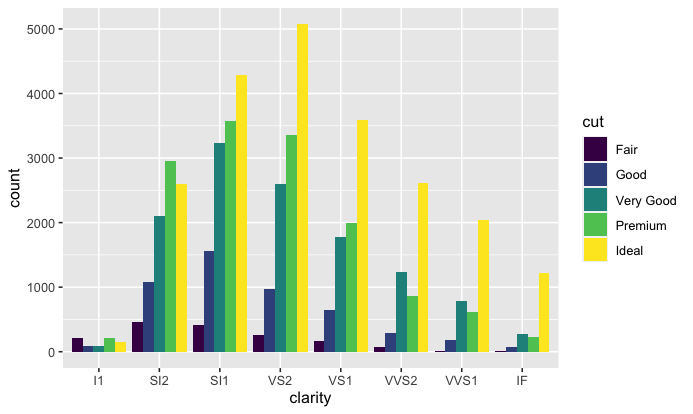 5000
4000
3000
2000
1000
0
count
I1 SI2 SI1 VS2 VS1 VVS2 VVS1 IF
clarity
cut
Fair
Good
Very Good
Premium
Ideal